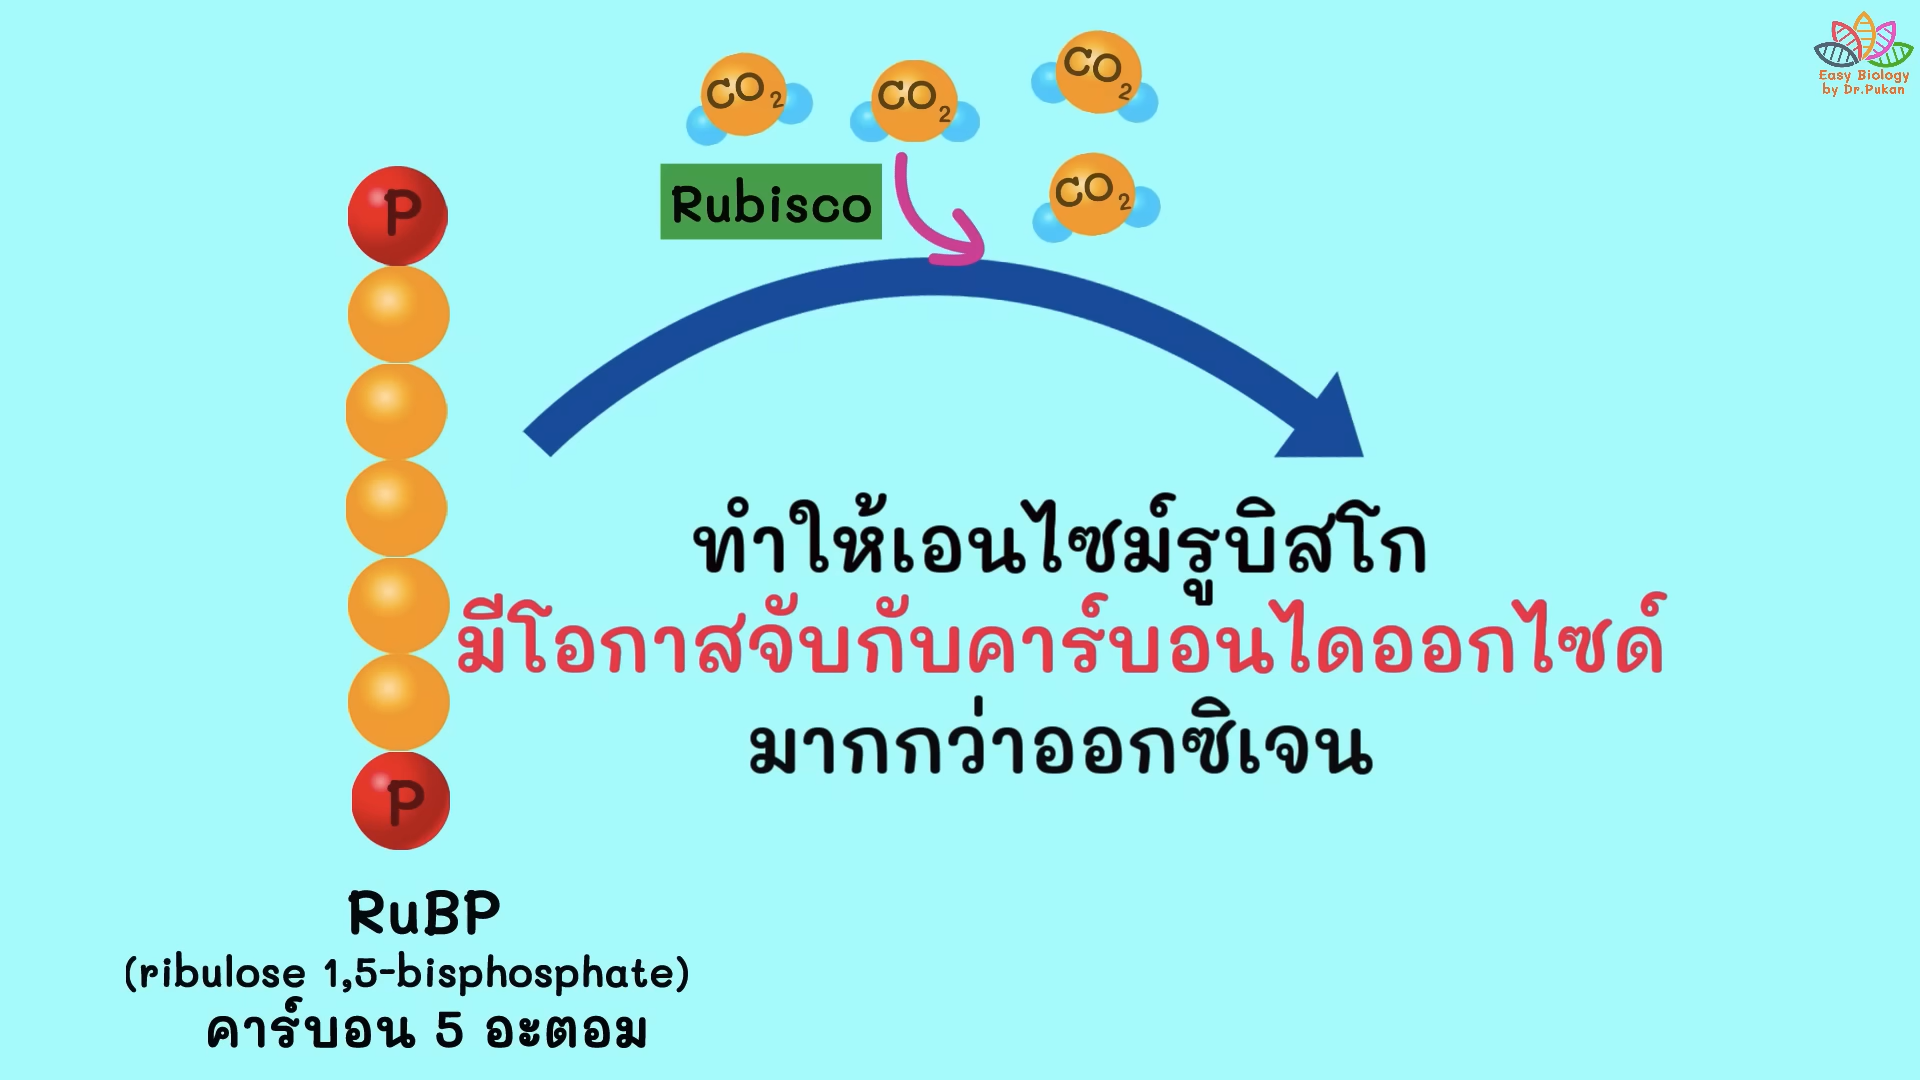 CO2
CO2
CO2
CO2
Easy Biology
by Dr.Pukan
Rubisco
P
ทำให้เอนไซม์รูบิสโก
มีโอกาสจับกับคาร์บอนไดออกไซด์
มากกว่าออกซิเจน
P
RuBP
(ribulose 1,5-bisphosphate)
คาร์บอน 5 อะตอม